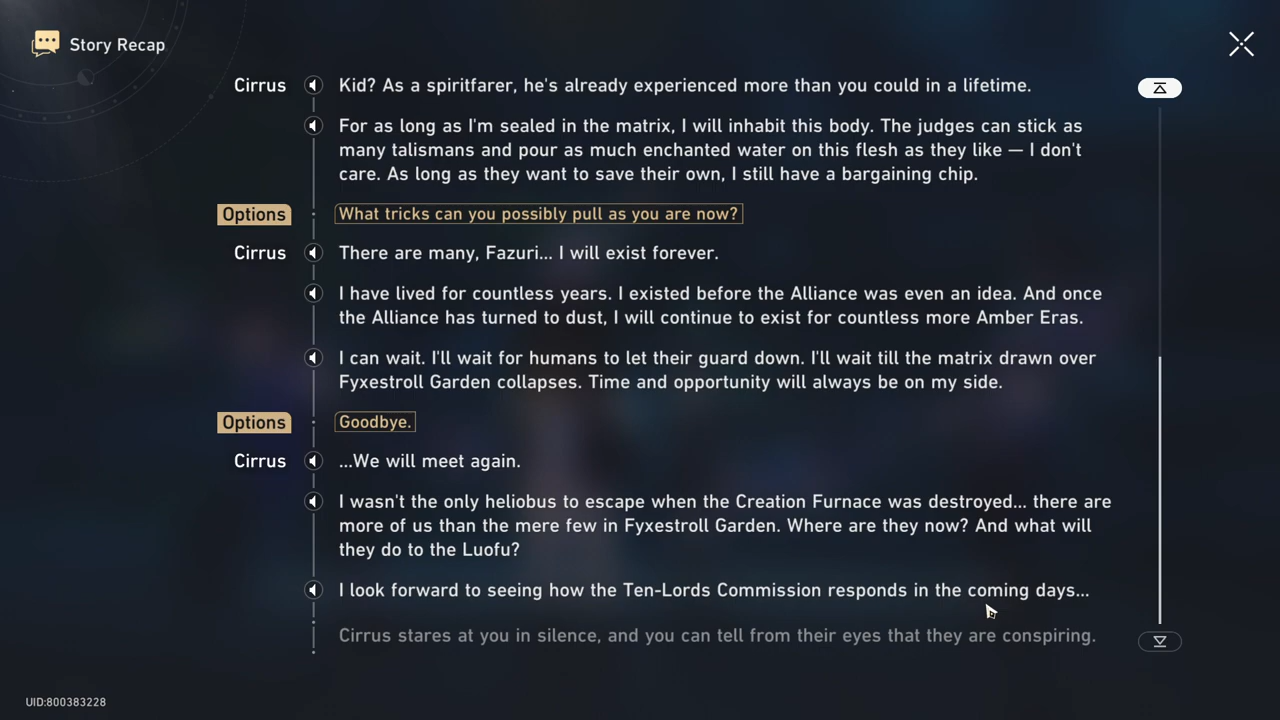 Story Recap
Cirrus
Kid? As a spiritfarer, he's already experienced more than you could in a lifetime.
For as long as I'm sealed in the matrix, I will inhabit this body. The judges can stick as
many talismans and pour as much enchanted water on this flesh as they like — I don't
care. As long as they want to save their own, I still have a bargaining chip.
Options
What tricks can you possibly pull as you are now?
Cirrus
There are many, Fazuri... I will exist forever.
I have lived for countless years. I existed before the Alliance was even an idea. And once
the Alliance has turned to dust, I will continue to exist for countless more Amber Eras.
I can wait. I'll wait for humans to let their guard down. I'll wait till the matrix drawn over
Fyxestroll Garden collapses. Time and opportunity will always be on my side.
Options
Goodbye.
Cirrus
...We will meet again.
I wasn't the only heliobus to escape when the Creation Furnace was destroyed... there are
more of us than the mere few in Fyxestroll Garden. Where are they now? And what will
they do to the Luofu?
I look forward to seeing how the Ten-Lords Commission responds in the coming days...
Cirrus stares at you in silence, and you can tell from their eyes that they are conspiring.
UID:800383228